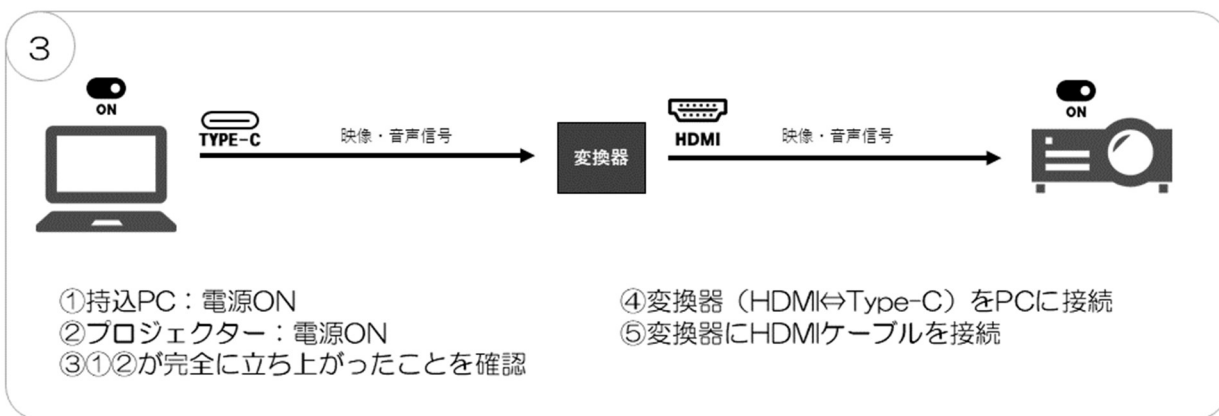 3
ON
TYPE-C
映像・音声信号
変換器
HDMI
映像・音声信号
ON
①持込PC：電源ON
②プロジェクター：電源ON
③①②が完全に立ち上がったことを確認
④変換器（HDMI⇔Type-C）をPCに接続
⑤変換器にHDMIケーブルを接続